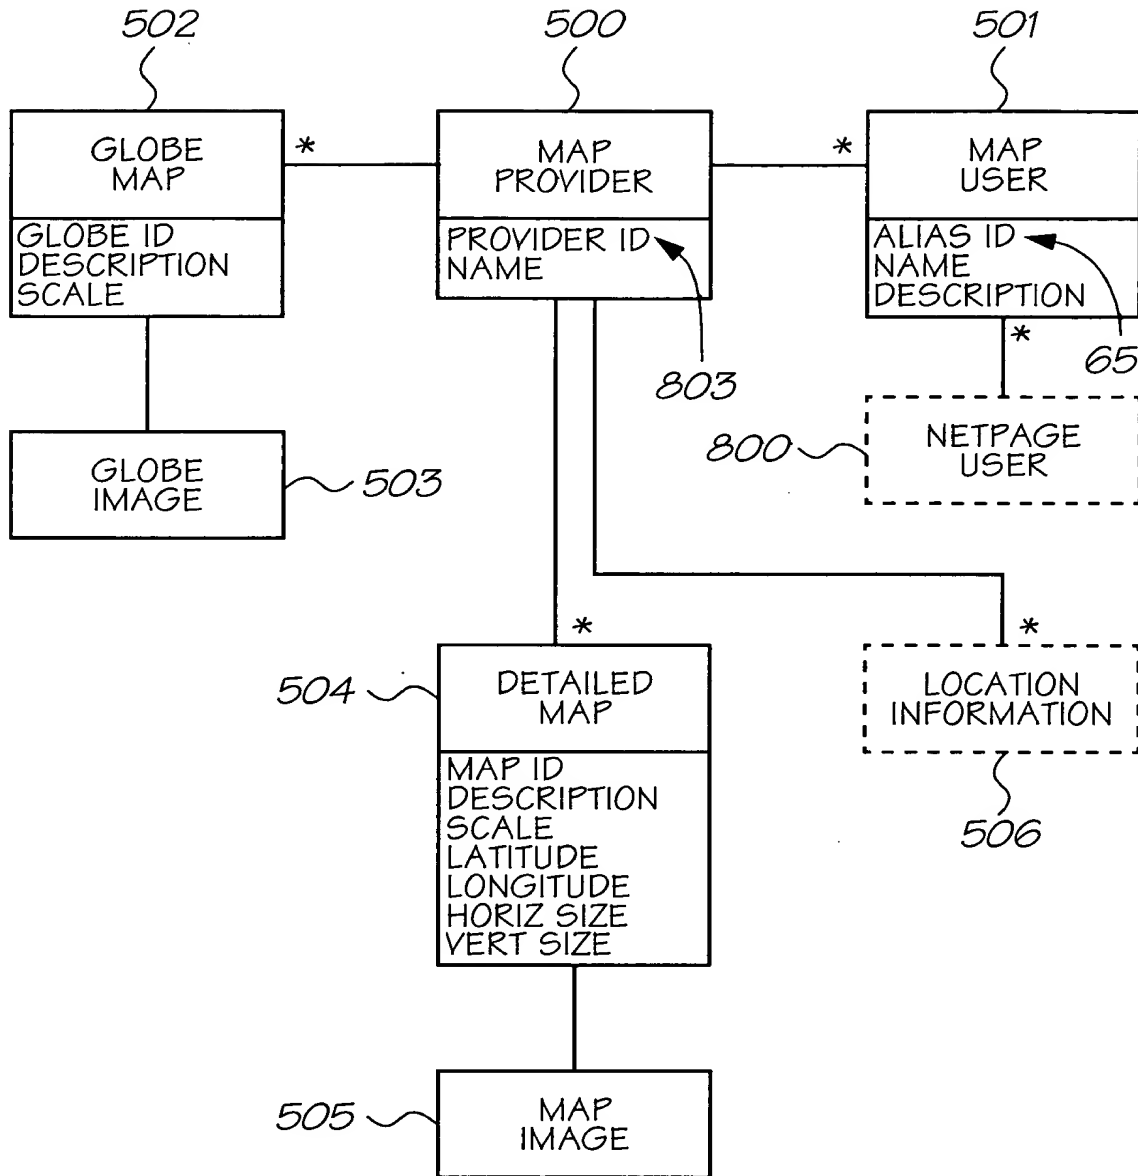 502
500
501
GLOBE
MAP
*
MAP
PROVIDER
*
MAP
USER
GLOBE ID
DESCRIPTION
SCALE
PROVIDER ID
NAME
ALIAS ID
NAME
DESCRIPTION
*
65
803
GLOBE
IMAGE
503
800
NETPAGE
USER
*
*
504
DETAILED
MAP
LOCATION
INFORMATION
MAP ID
DESCRIPTION
SCALE
LATITUDE
LONGITUDE
HORIZ SIZE
VERT SIZE
506
505
MAP
IMAGE